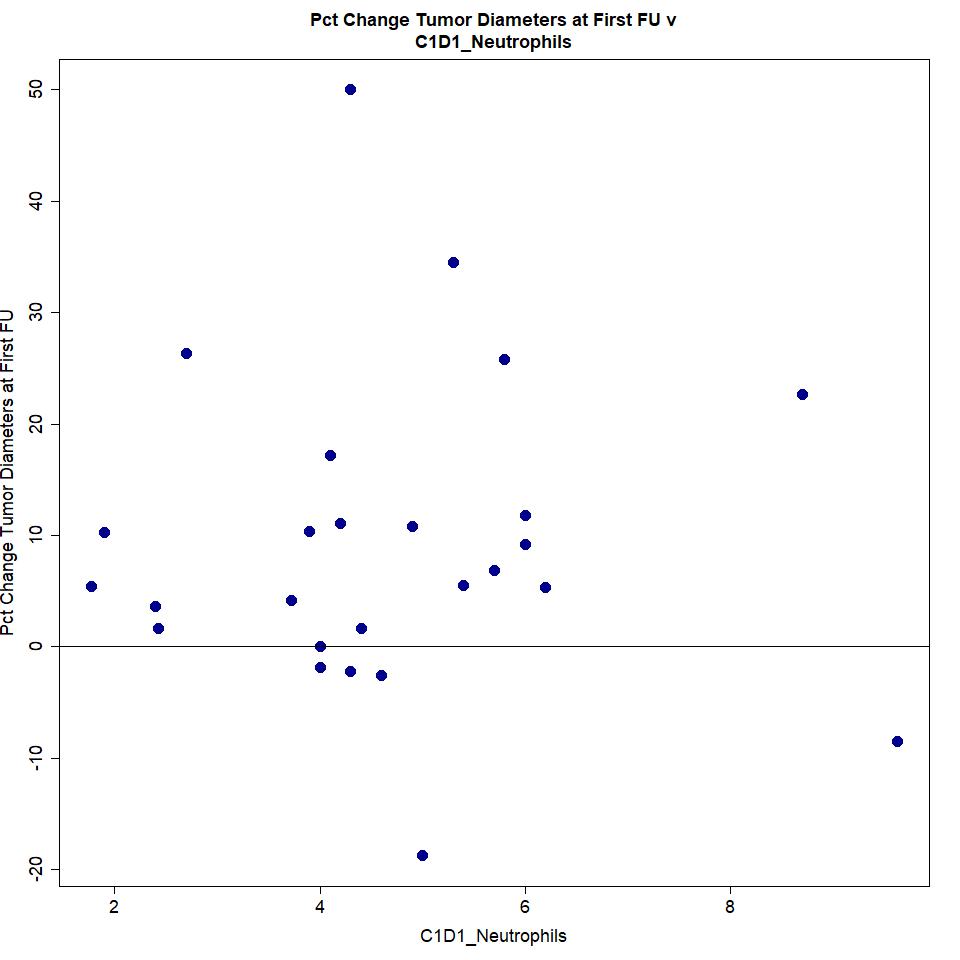 Pct Change Tumor Diameters at First FU v
C1D1_Neutrophils
Pct Change Tumor Diameters at First FU
50
40
30
20
10
0
-10
-20
2 4 6 8
C1D1_Neutrophils